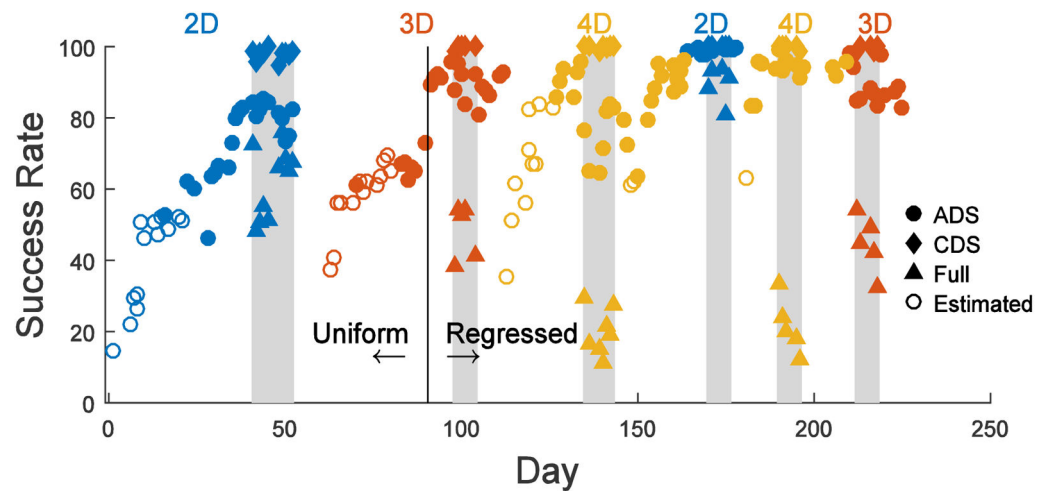 2D 3D 4D 2D 4D 3D
100
80
60
40
20
0
Success Rate
Uniform Regressed
← →
ADS
CDS
Full
Estimated
0 50 100 150 200 250
Day